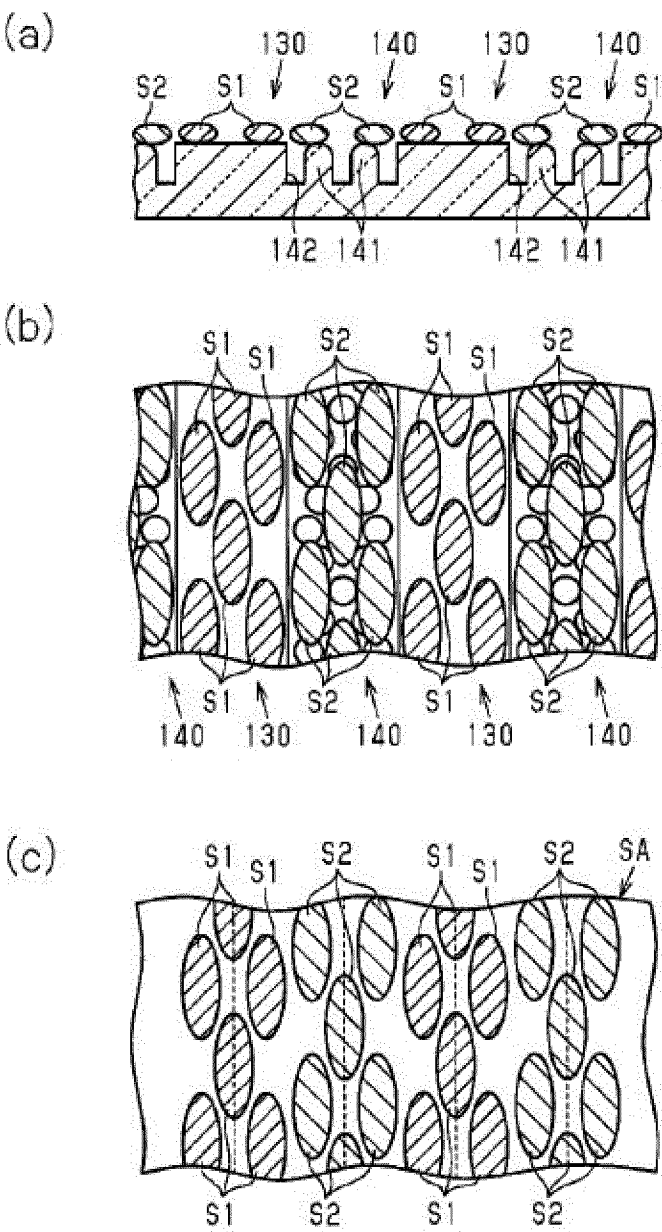 (a)
130 140 130 140
S2 S1 S2 S1 S2 S1
142 141 142 141
(b)
S1 S1 S2 S1 S1 S2
S1 S2 S1 S2
140 130 140 130 140
(c)
S1 S1 S2 S1 S1 S2 SA
S1 S2 S1 S2